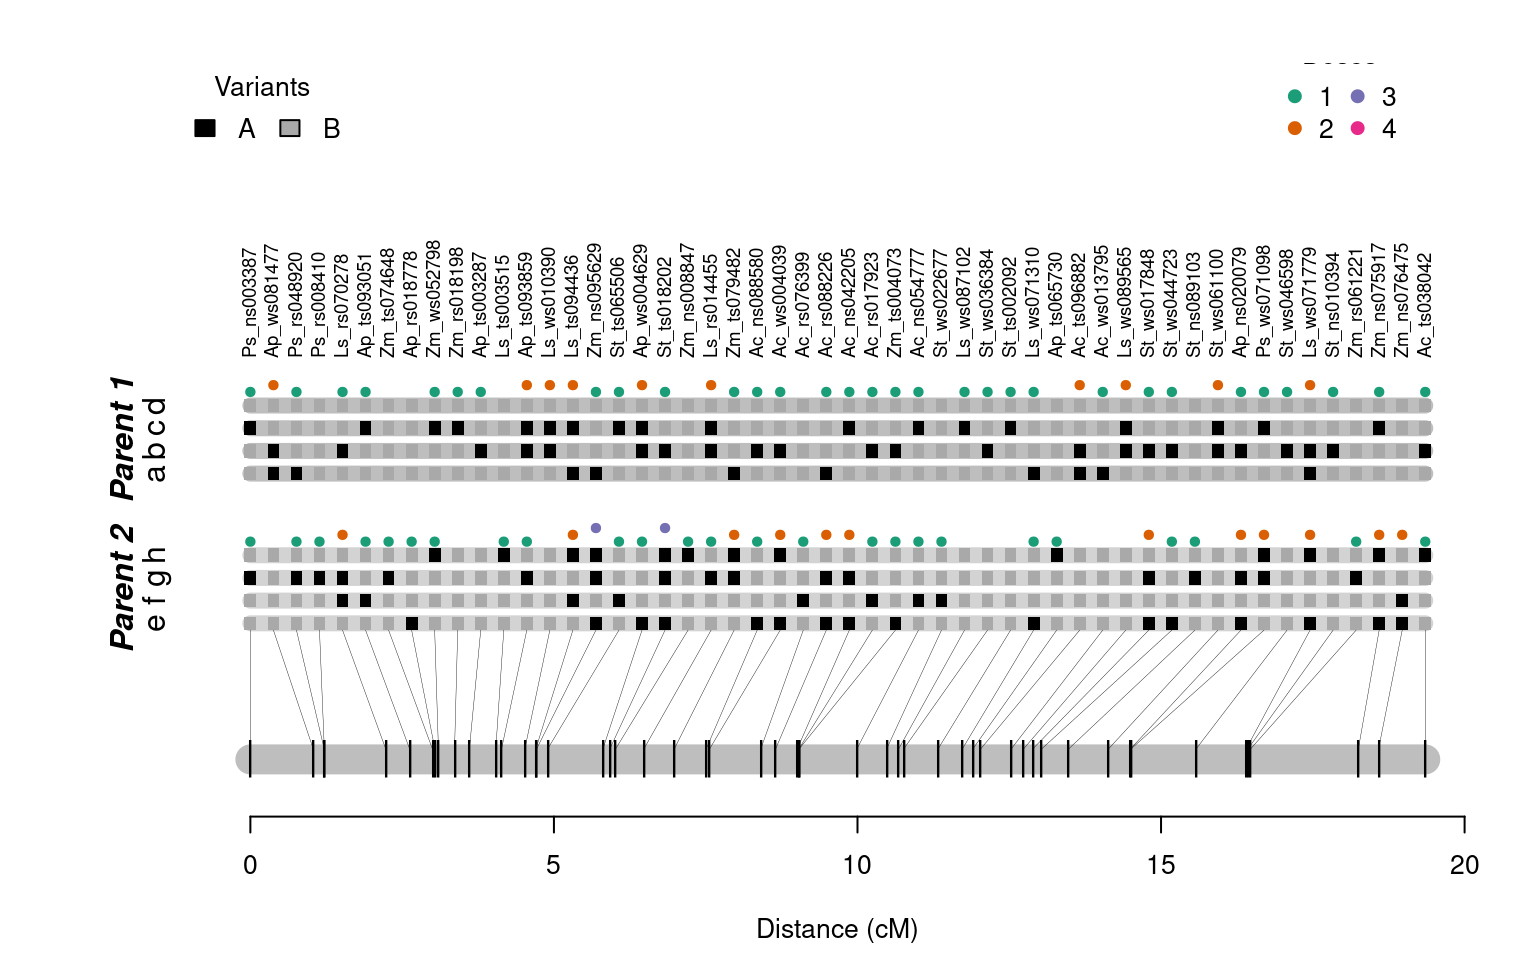 Variants
A B
1 3
2 4
Ps_ns003387
Ap_ws081477
Ps_rs048920
Ps_rs008410
Ls_rs070278
Ap_ts093051
Zm_ts074648
Ap_rs018778
Zm_ws052798
Zm_rs018198
Ap_ts003287
Ls_ts003515
Ap_ts093859
Ls_ws010390
Ls_ts094436
Zm_ns095629
St_ts065506
Ap_ws004629
St_ts018202
Zm_ns008847
Ls_rs014455
Zm_ts079482
Ac_ns088580
Ac_ws004039
Ac_rs076399
Ac_rs088226
Ac_ns042205
Ac_rs017923
Zm_ts004073
Ac_ns054777
St_ws022677
Ls_ws087102
St_ws036384
St_ts002092
Ls_ws071310
Ap_ts065730
Ac_ts096882
Ac_ws013795
Ls_ws089565
St_ws017848
St_ws044723
St_ns089103
St_ws061100
Ap_ns020079
Ps_ws071098
St_ws046598
Ls_ws071779
St_ns010394
Zm_rs061221
Zm_ns075917
Zm_ns076475
Ac_ts038042
Parent 1
a b c d
Parent 2
e f g h
0 5 10 15 20
Distance (cM)